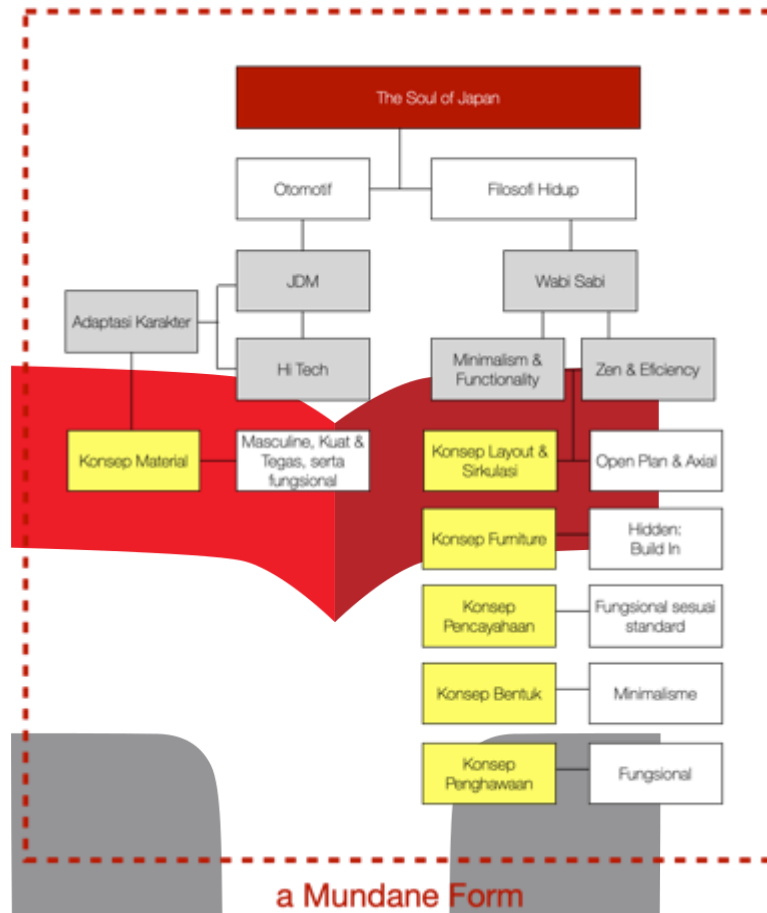 The Soul of Japan
Otomotif
Filosofi Hidup
JDM
Wabi Sabi
Adaptasi Karakter
Hi Tech
Minimalism &
Functionality
Zen & Eficiency
Konsep Material
Masculine, Kuat &
Tegas, serta
fungsional
Konsep Layout &
Sirkulasi
Open Plan & Axial
Konsep Furniture
Hidden:
Build In
Konsep
Pencayahaan
Fungsional sesuai
standard
Konsep Bentuk
Minimalisme
Konsep
Penghawaan
Fungsional
a Mundane Form